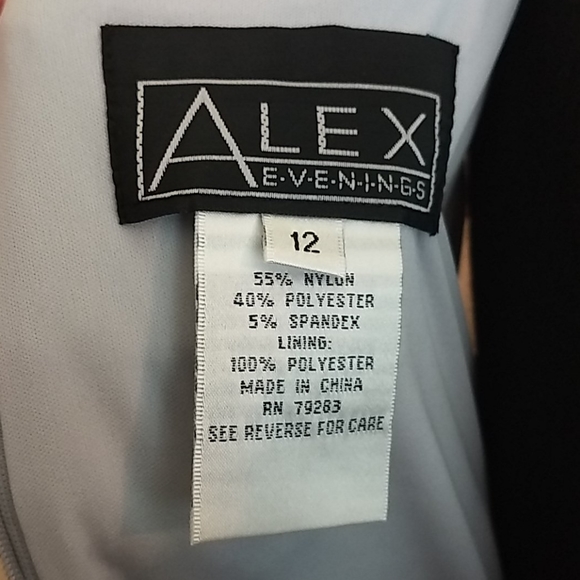 ALEX
E·V·E·N·I·N·G·S
12
55% NYLON
40% POLYESTER
5% SPANDEX
LINING:
100% POLYESTER
MADE IN CHINA
RN 79283
SEE REVERSE FOR CARE